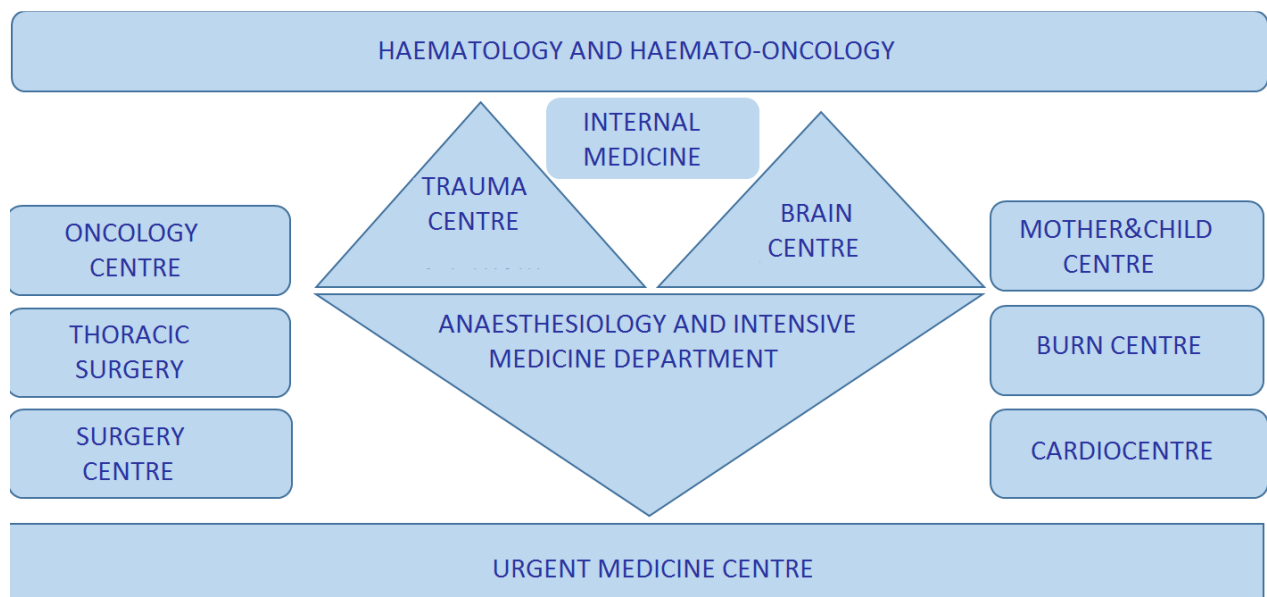 HAEMATOLOGY AND HAEMATO-ONCOLOGY
INTERNAL
MEDICINE
TRAUMA
CENTRE
BRAIN
CENTRE
ONCOLOGY
CENTRE
MOTHER&CHILD
CENTRE
ANAESTHESIOLOGY AND INTENSIVE
MEDICINE DEPARTMENT
THORACIC
SURGERY
BURN CENTRE
SURGERY
CENTRE
CARDIOCENTRE
URGENT MEDICINE CENTRE